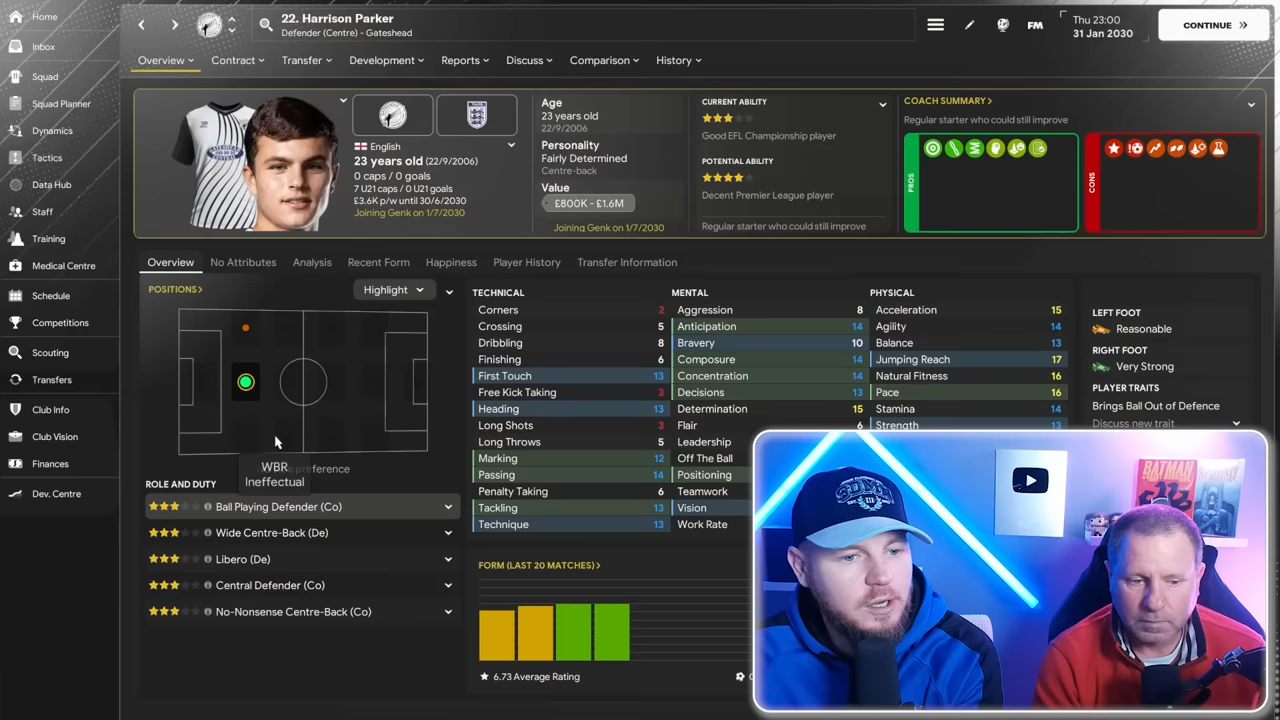 Home
Inbox
Squad
Squad Planner
Dynamics
Tactics
Data Hub
Staff
Training
Medical Centre
Schedule
Competitions
Scouting
Transfers
Club Info
Club Vision
Finances
Dev. Centre
22. Harrison Parker
Defender (Centre) - Gateshead
FM
Thu 23:00
31 Jan 2030
CONTINUE
Overview
Contract
Transfer
Development
Reports
Discuss
Comparison
History
English
23 years old (22/9/2006)
0 caps / 0 goals
7 U21 caps / 0 U21 goals
£3.6K p/w until 30/6/2030
Joining Genk on 1/7/2030
Age
23 years old
22/9/2006
Personality
Fairly Determined
Centre-back
Value
£800K - £1.6M
Joining Genk on 1/7/2030
CURRENT ABILITY
Good EFL Championship player
POTENTIAL ABILITY
Decent Premier League player
Regular starter who could still improve
COACH SUMMARY
Regular starter who could still improve
PROS
CONS
Overview
No Attributes
Analysis
Recent Form
Happiness
Player History
Transfer Information
POSITIONS
Highlight
WBR
Ineffectual
preference
ROLE AND DUTY
Ball Playing Defender (Co)
Wide Centre-Back (De)
Libero (De)
Central Defender (Co)
No-Nonsense Centre-Back (Co)
TECHNICAL
Corners 2
Crossing 5
Dribbling 8
Finishing 6
First Touch 13
Free Kick Taking 3
Heading 13
Long Shots 3
Long Throws 5
Marking 12
Passing 14
Penalty Taking 6
Tackling 13
Technique 13
MENTAL
Aggression 8
Anticipation 14
Bravery 10
Composure 14
Concentration 14
Decisions 13
Determination 15
Flair 6
Leadership
Off The Ball
Positioning
Teamwork
Vision
Work Rate
PHYSICAL
Acceleration 15
Agility 14
Balance 13
Jumping Reach 17
Natural Fitness 16
Pace 16
Stamina 14
Strength 13
LEFT FOOT
Reasonable
RIGHT FOOT
Very Strong
PLAYER TRAITS
Brings Ball Out of Defence
Discuss new trait
FORM (LAST 20 MATCHES)
6.73 Average Rating
BATMAN